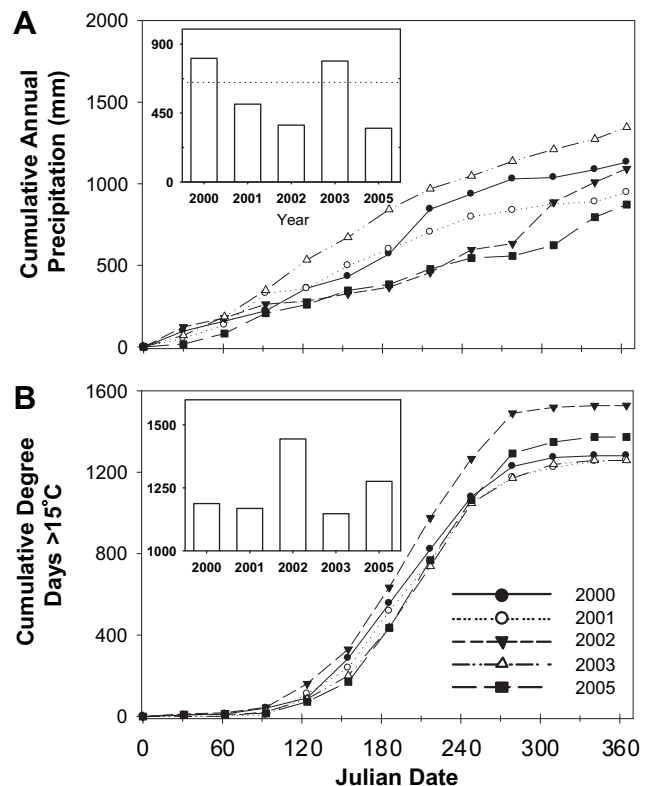 A
Cumulative Annual
Precipitation (mm)
2000
1500
1000
500
0
900
450
0
2000 2001 2002 2003 2005
Year
B
Cumulative Degree
Days >15°C
1600
1200
800
400
0
1500
1250
1000
2000 2001 2002 2003 2005
2000
2001
2002
2003
2005
0 60 120 180 240 300 360
Julian Date